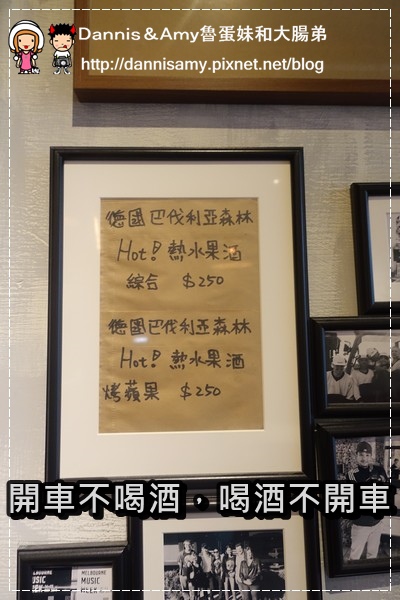 Dannis＆Amy魯蛋妹和大腸弟
http://dannisamy.pixnet.net/blog
德國巴伐利亞森林
Hot! 熱水果酒
綜合 $250
德國巴伐利亞森林
Hot! 熱水果酒
烤蘋果 $250
開車不喝酒，喝酒不開車
MELBOURNE
MUSIC
MUSIC